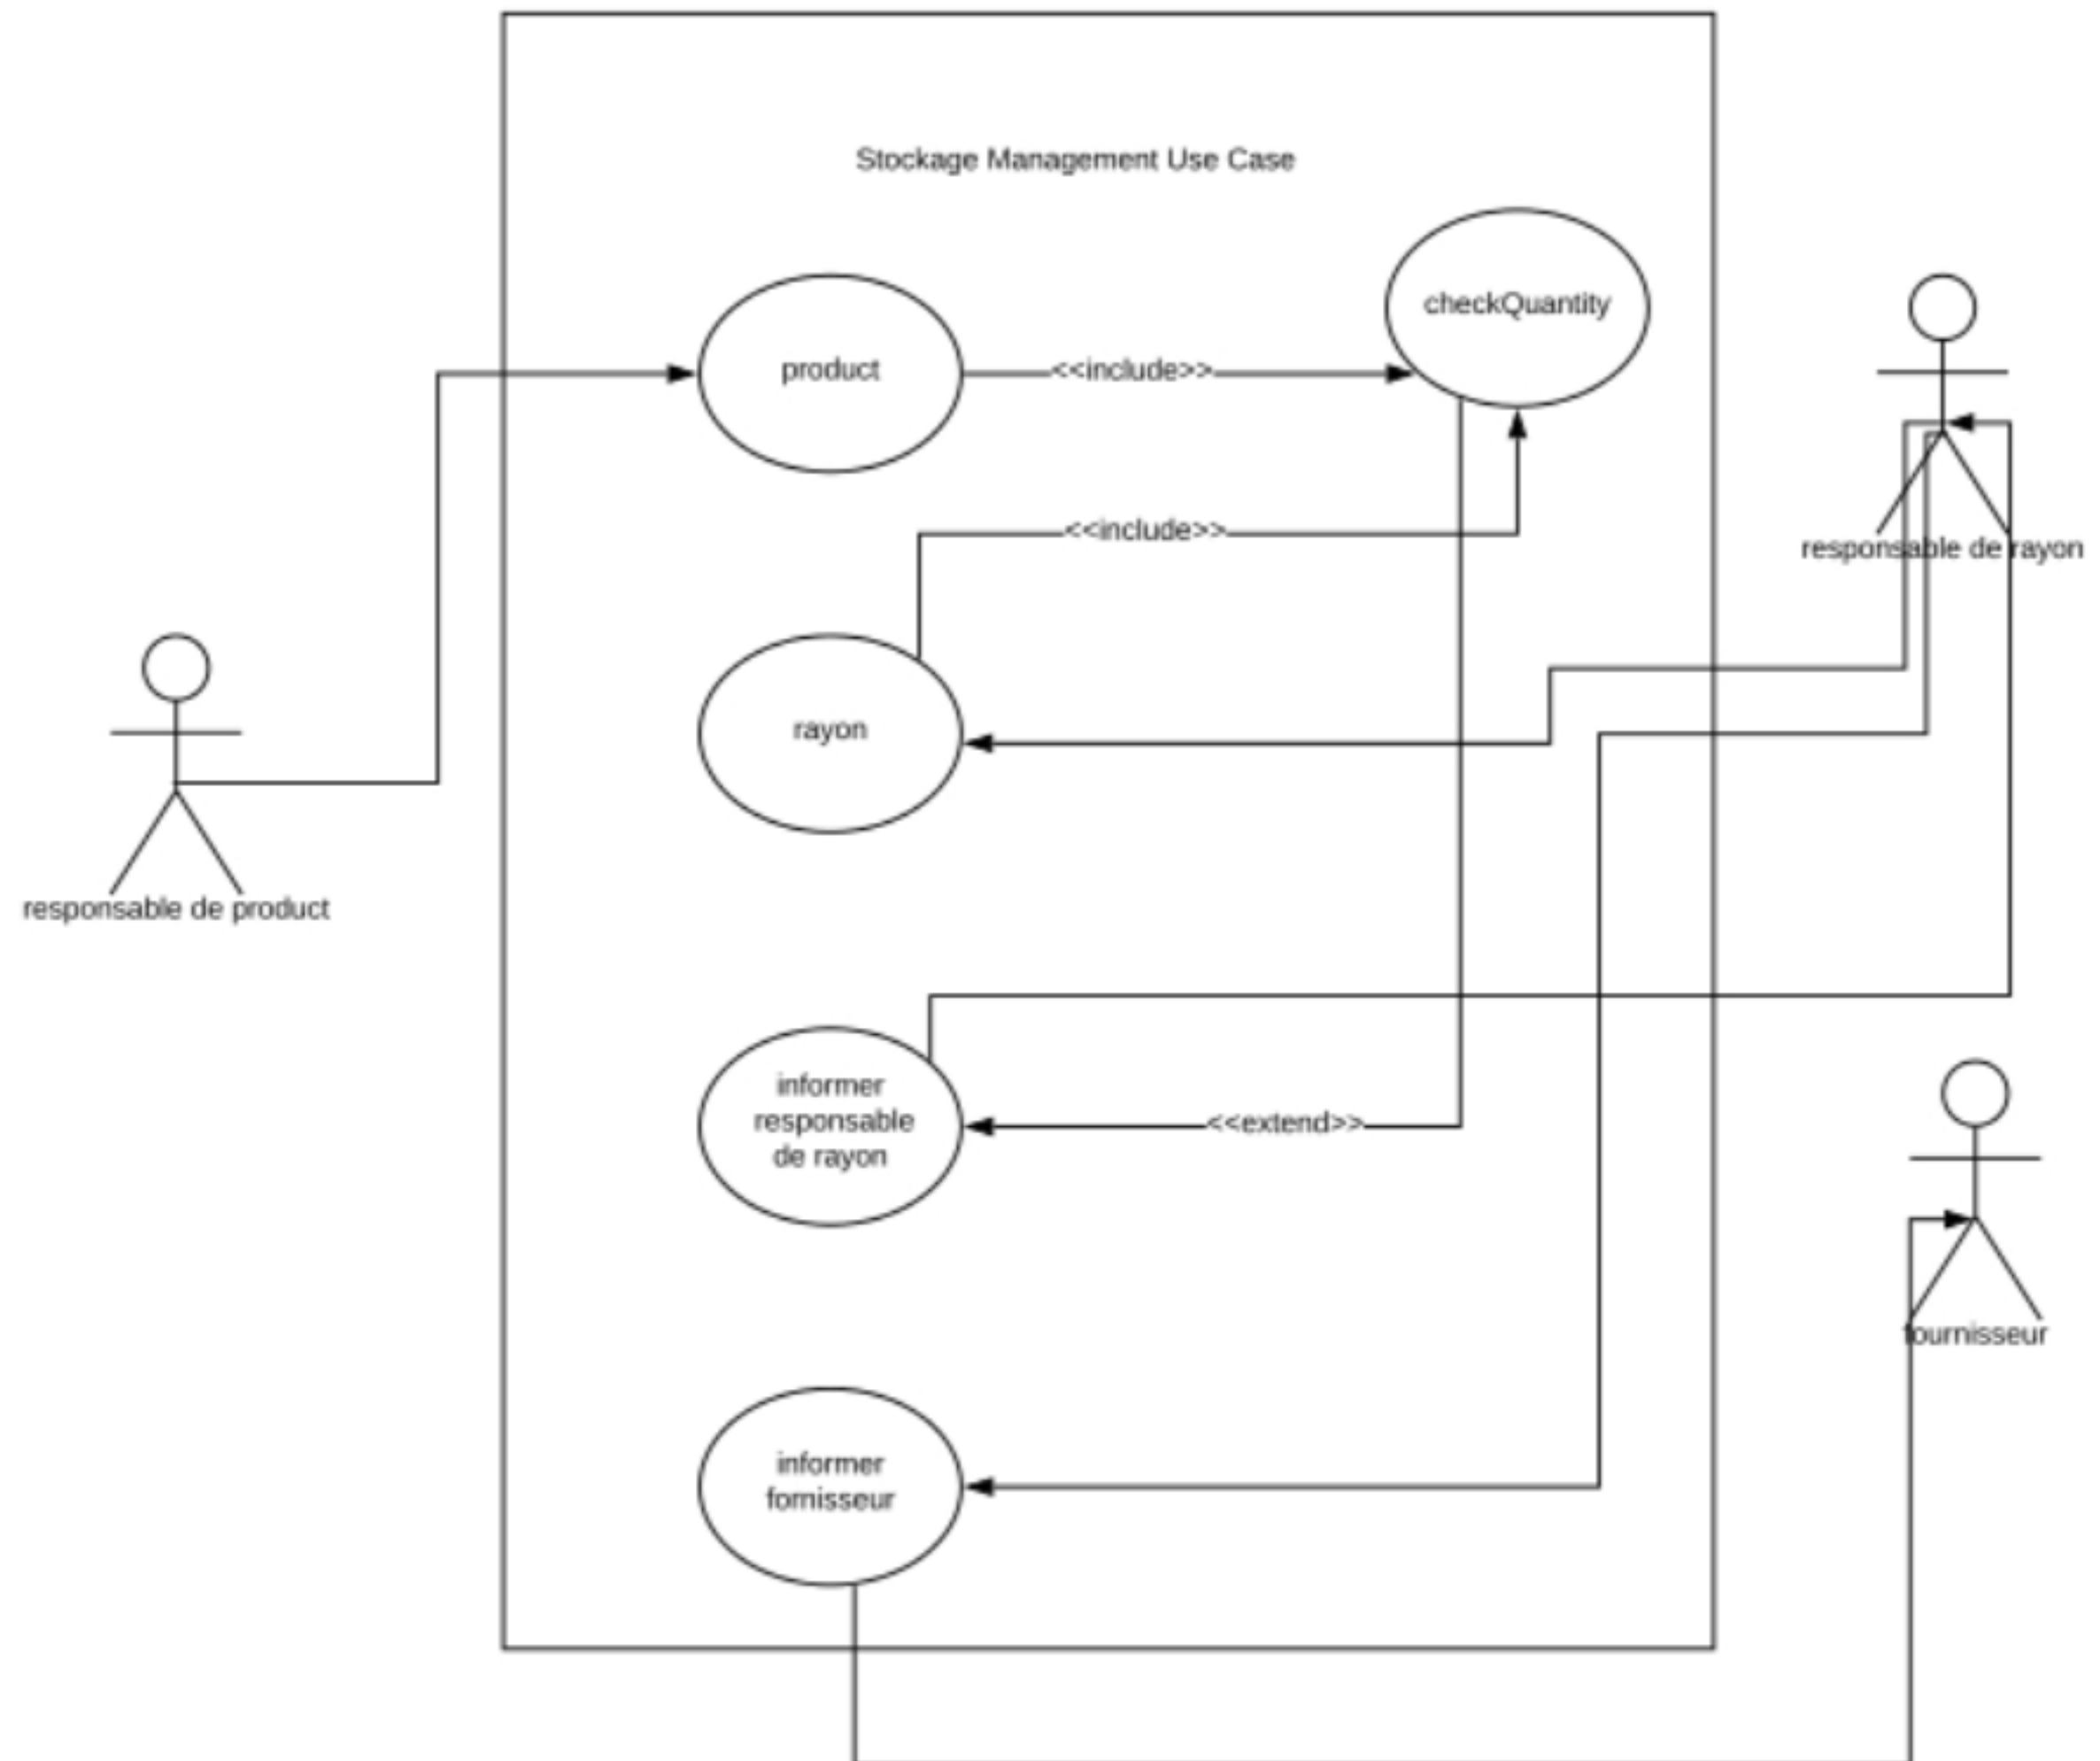 Stockage Management Use Case
checkQuantity
product
<<include>>
<<include>>
responsable de rayon
rayon
responsable de product
informer
responsable
de rayon
<<extend>>
fournisseur
informer
fornisseur